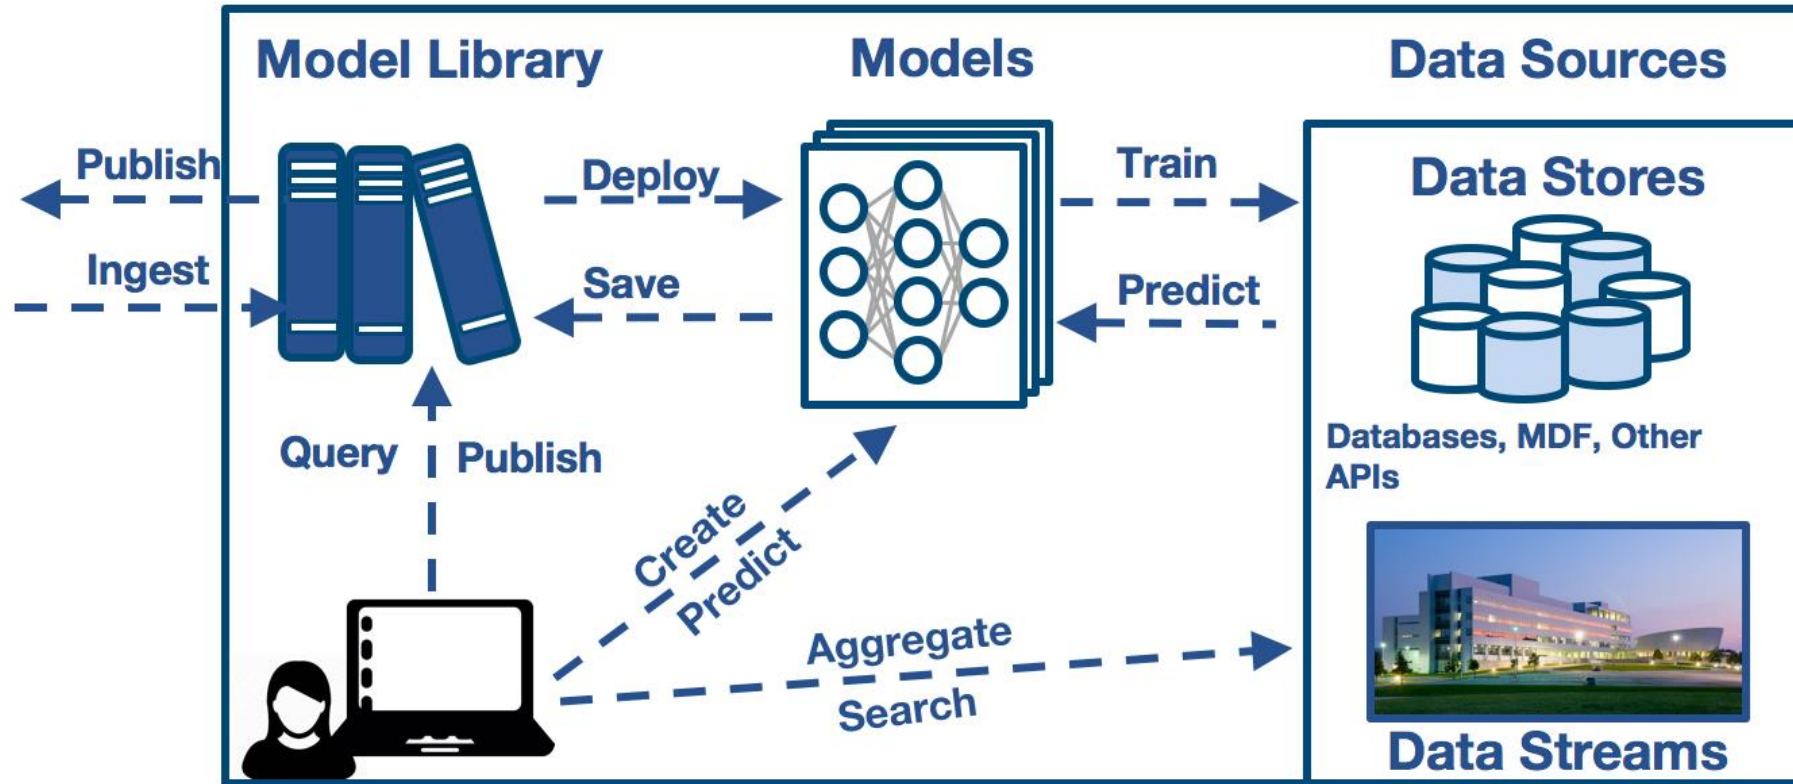 Model Library
Models
Data Sources
Publish
Deploy
Train
Data Stores
Ingest
Save
Predict
Databases, MDF, Other
APIs
Query
Publish
Create
Predict
Aggregate
Search
Data Streams